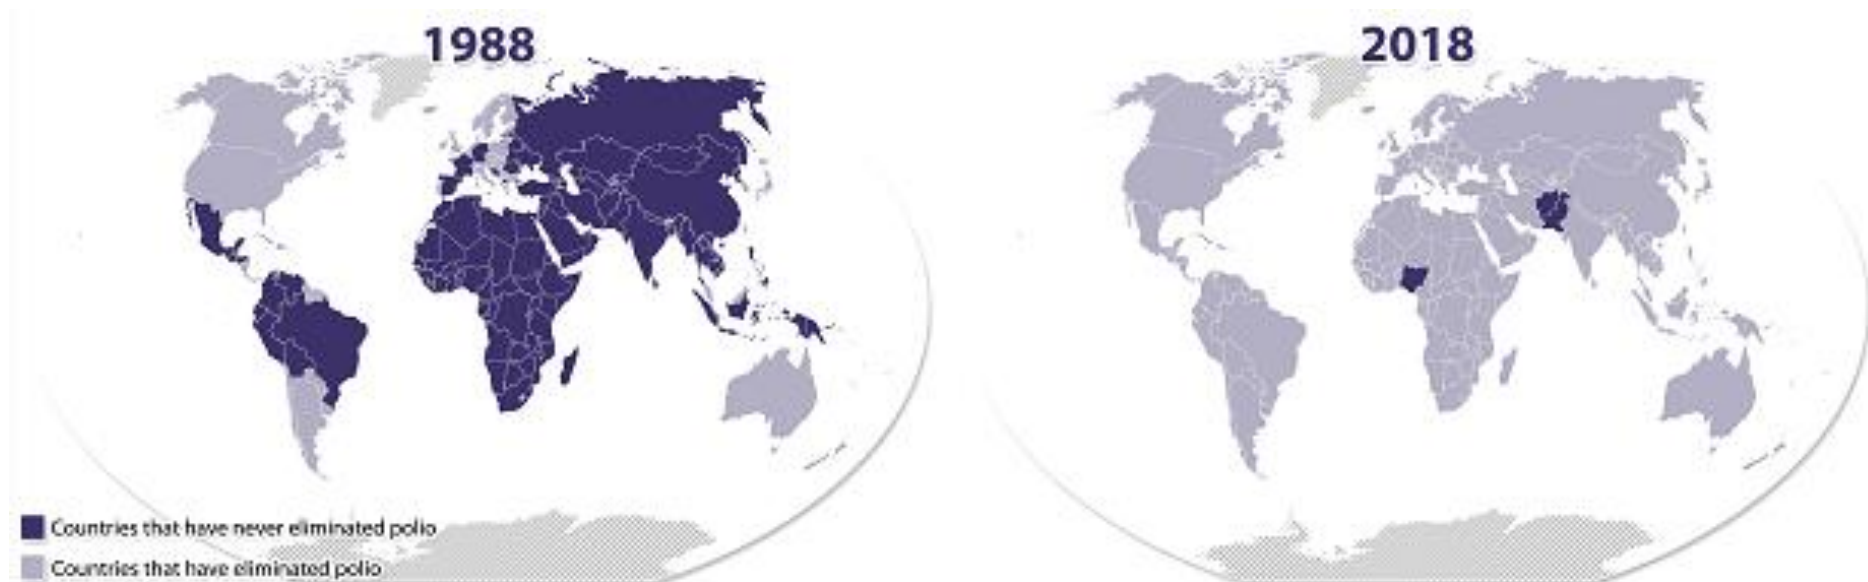 1988
2018
Countries that have never eliminated polio
Countries that have eliminated polio